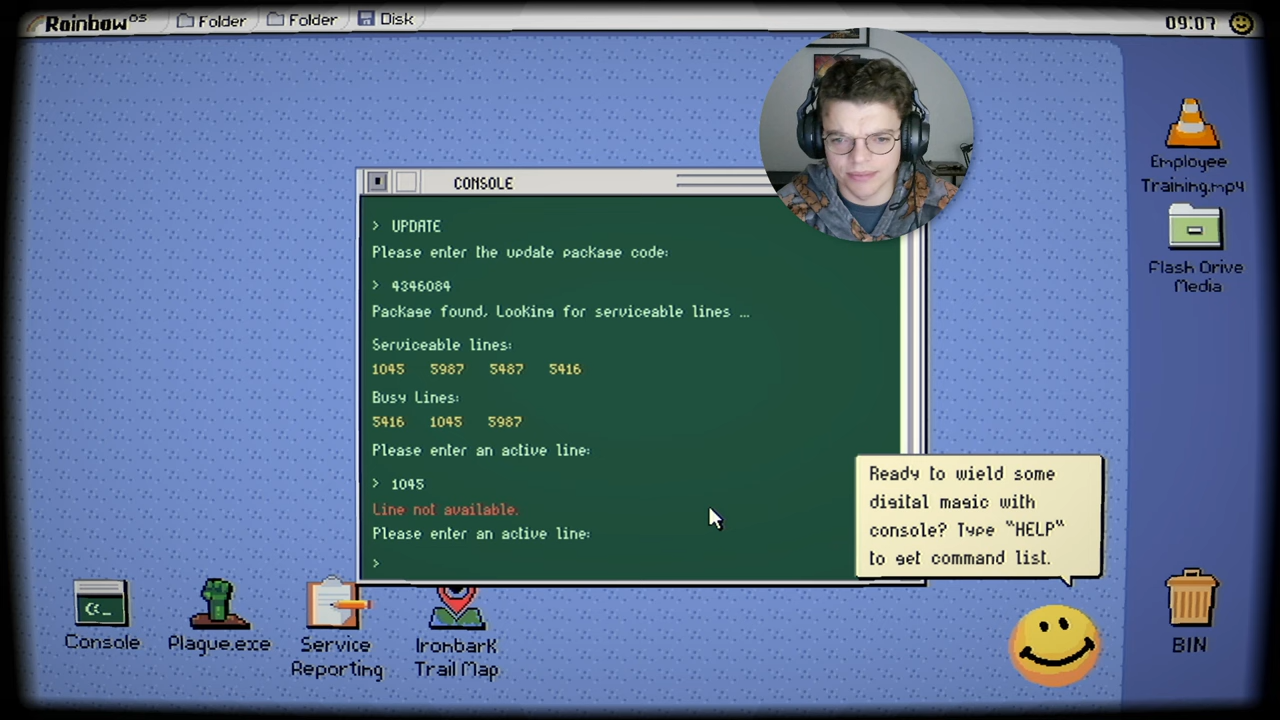 Rainbow OS
Folder
Folder
Disk
09:07
CONSOLE
> UPDATE
Please enter the update package code:
> 4346084
Package found. Looking for serviceable lines ...
Serviceable lines:
1045 5987 5487 5416
Busy Lines:
5416 1045 5987
Please enter an active line:
> 1045
Line not available.
Please enter an active line:
>
Ready to wield some
digital magic with
console? Type "HELP"
to get command list.
Employee
Training.mp4
Flash Drive
Media
Console
Plague.exe
Service
Reporting
Ironbark
Trail Map
BIN